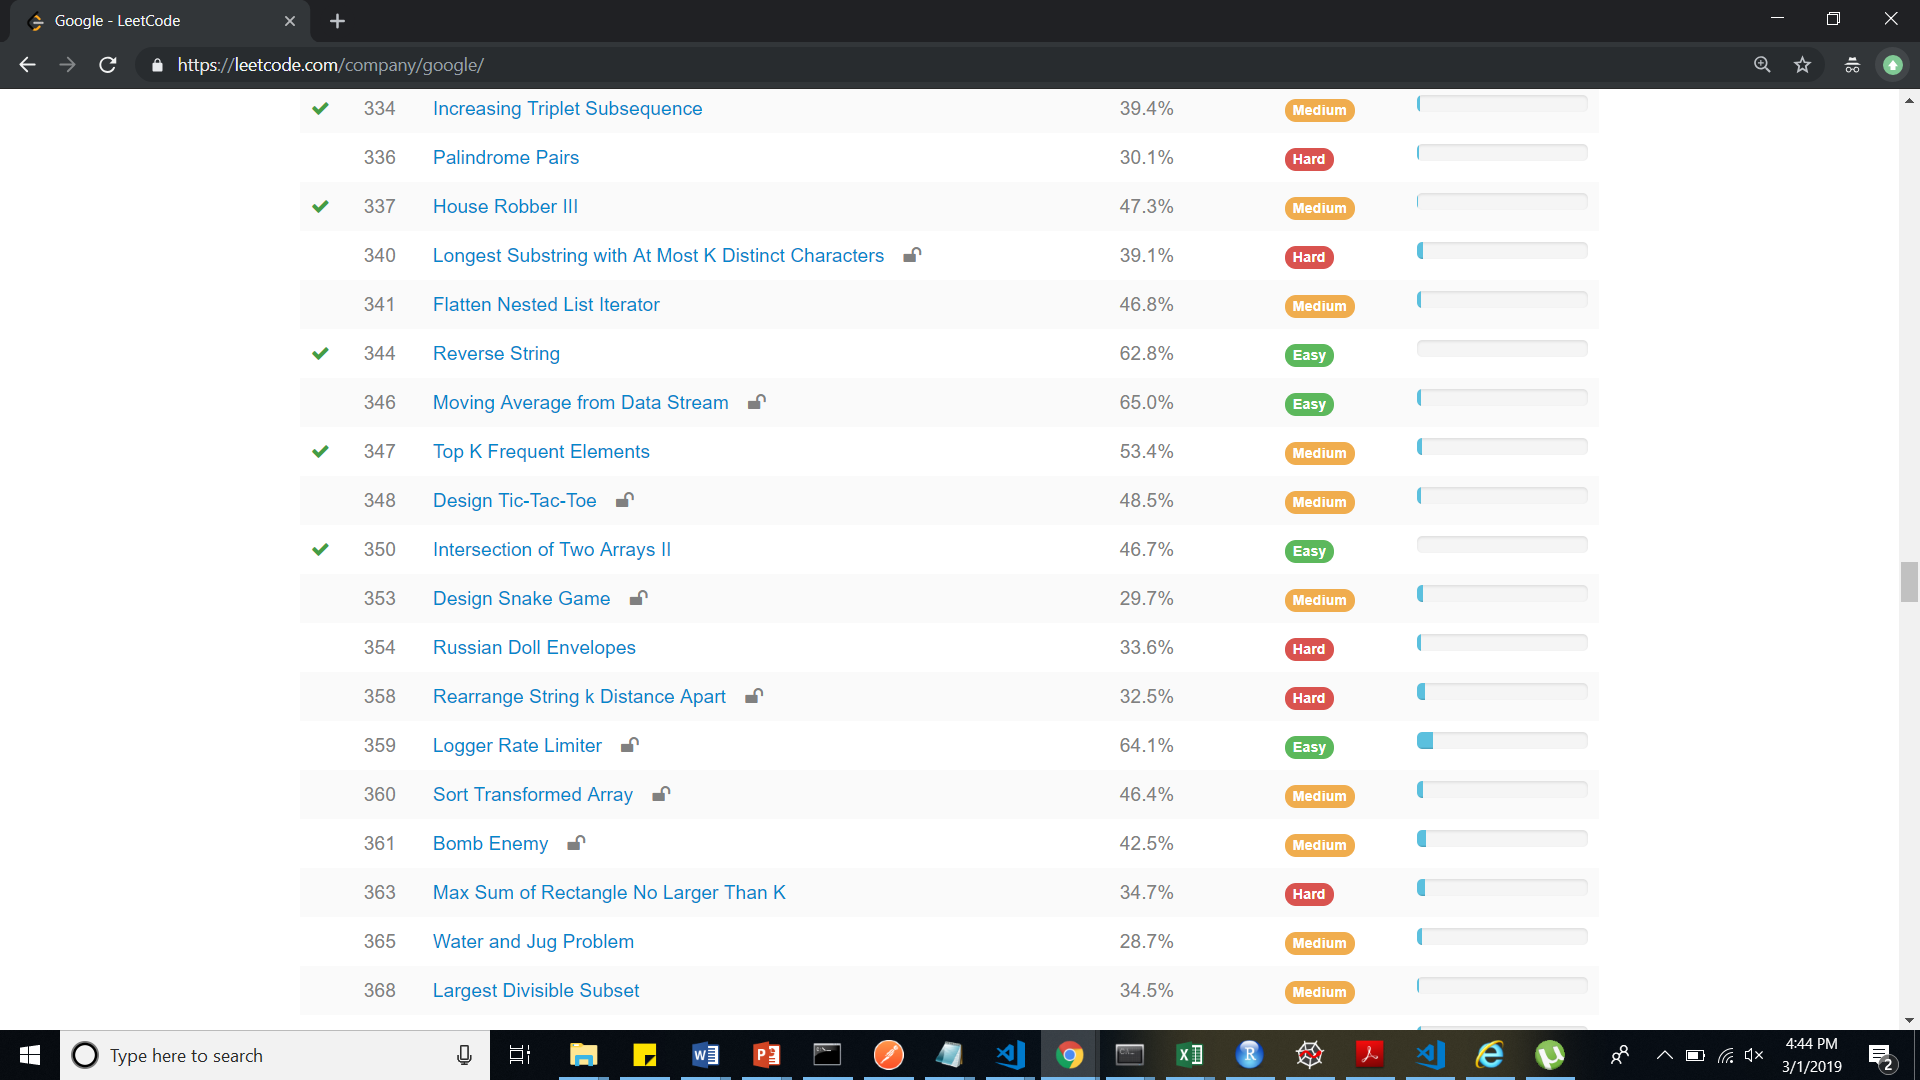 Google - LeetCode
https://leetcode.com/company/google/
334 Increasing Triplet Subsequence 39.4% Medium
336 Palindrome Pairs 30.1% Hard
337 House Robber III 47.3% Medium
340 Longest Substring with At Most K Distinct Characters 39.1% Hard
341 Flatten Nested List Iterator 46.8% Medium
344 Reverse String 62.8% Easy
346 Moving Average from Data Stream 65.0% Easy
347 Top K Frequent Elements 53.4% Medium
348 Design Tic-Tac-Toe 48.5% Medium
350 Intersection of Two Arrays II 46.7% Easy
353 Design Snake Game 29.7% Medium
354 Russian Doll Envelopes 33.6% Hard
358 Rearrange String k Distance Apart 32.5% Hard
359 Logger Rate Limiter 64.1% Easy
360 Sort Transformed Array 46.4% Medium
361 Bomb Enemy 42.5% Medium
363 Max Sum of Rectangle No Larger Than K 34.7% Hard
365 Water and Jug Problem 28.7% Medium
368 Largest Divisible Subset 34.5% Medium
Type here to search
4:44 PM
3/1/2019
2